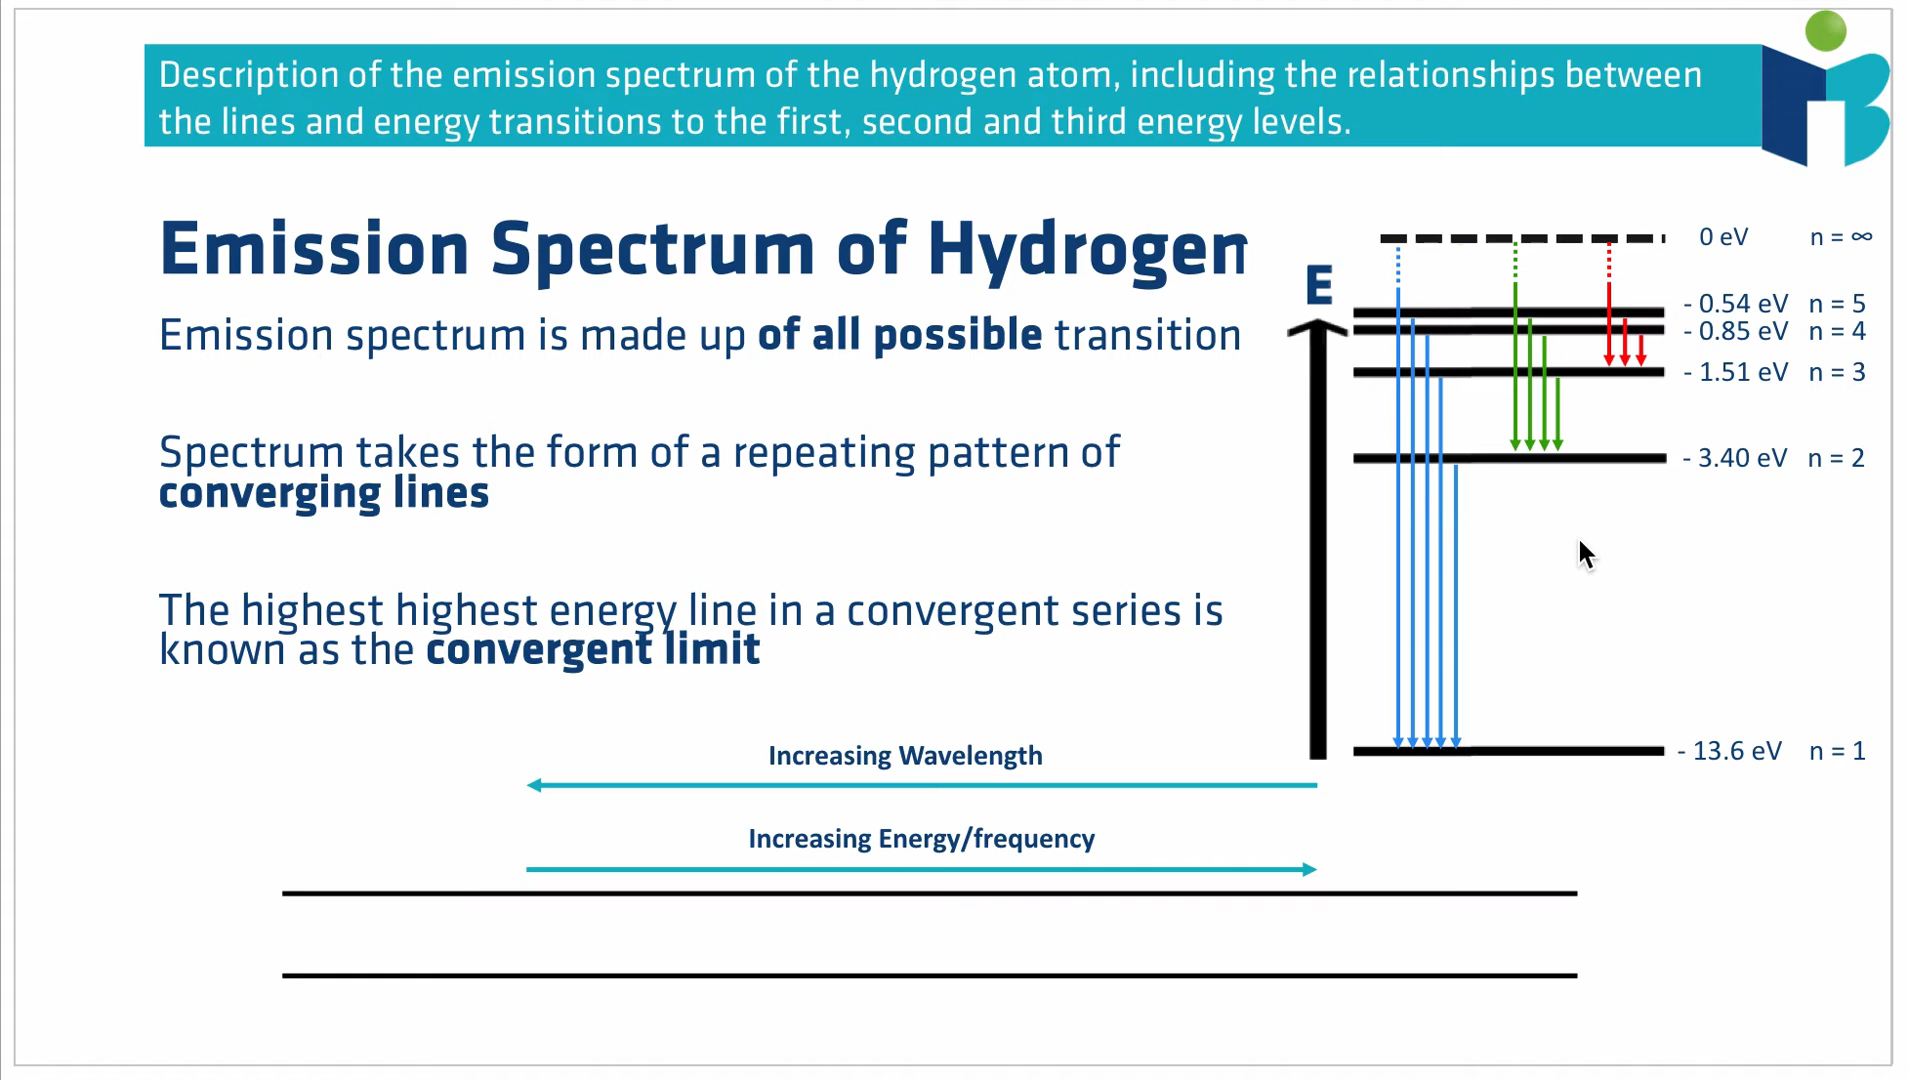 Description of the emission spectrum of the hydrogen atom, including the relationships between
the lines and energy transitions to the first, second and third energy levels.
Emission Spectrum of Hydrogen
Emission spectrum is made up of all possible transition
Spectrum takes the form of a repeating pattern of
converging lines
The highest highest energy line in a convergent series is
known as the convergent limit
E
0 eV n = ∞
- 0.54 eV n = 5
- 0.85 eV n = 4
- 1.51 eV n = 3
- 3.40 eV n = 2
- 13.6 eV n = 1
Increasing Wavelength
Increasing Energy/frequency